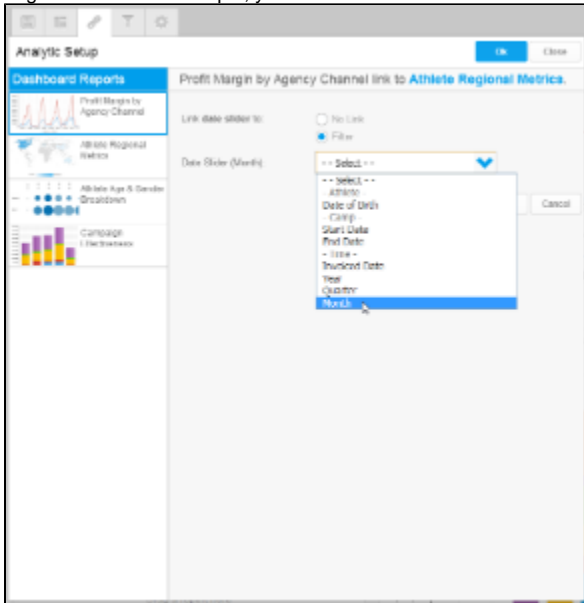 Analytic Setup
Ok
Close
Dashboard Reports
Profit Margin by Agency Channel link to Athlete Regional Metrics.
Profit Margin by
Agency Channel
Athlete Regional
Metrics
Athlete Age & Gender
Breakdown
Campaign
Effectiveness
Link date slider to:
No Link
Filter
Date Slider (Month)
-- Select --
-- Select --
- Athlete -
Date of Birth
- Camp -
Start Date
End Date
- Time -
Invoiced Date
Year
Quarter
Month
Cancel